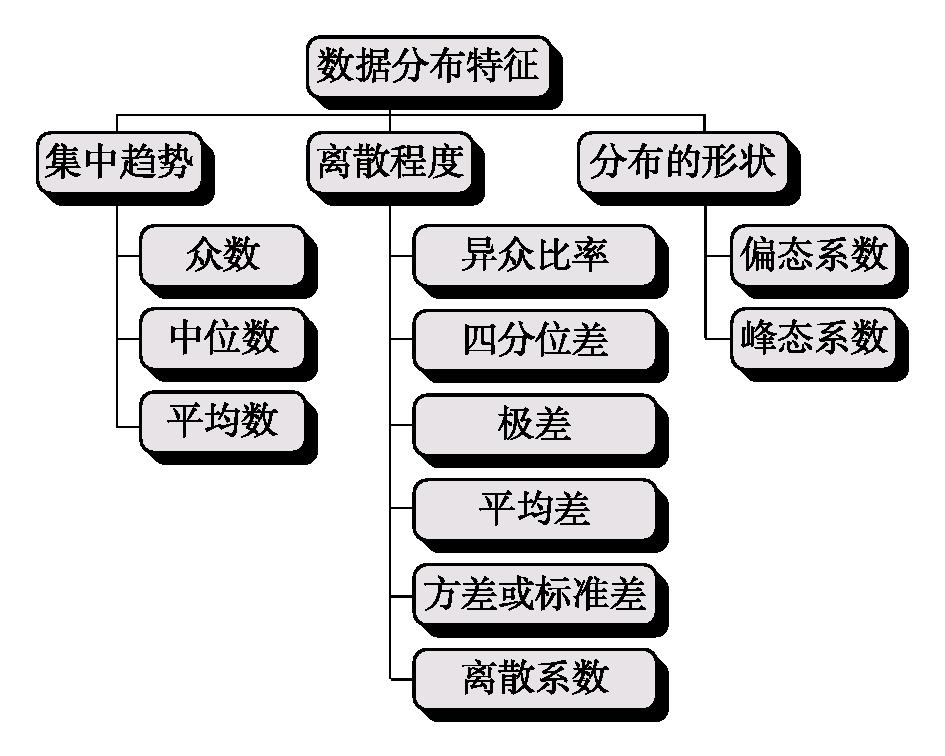 数据分布特征
集中趋势
离散程度
分布的形状
众数
中位数
平均数
异众比率
四分位差
极差
平均差
方差或标准差
离散系数
偏态系数
峰态系数